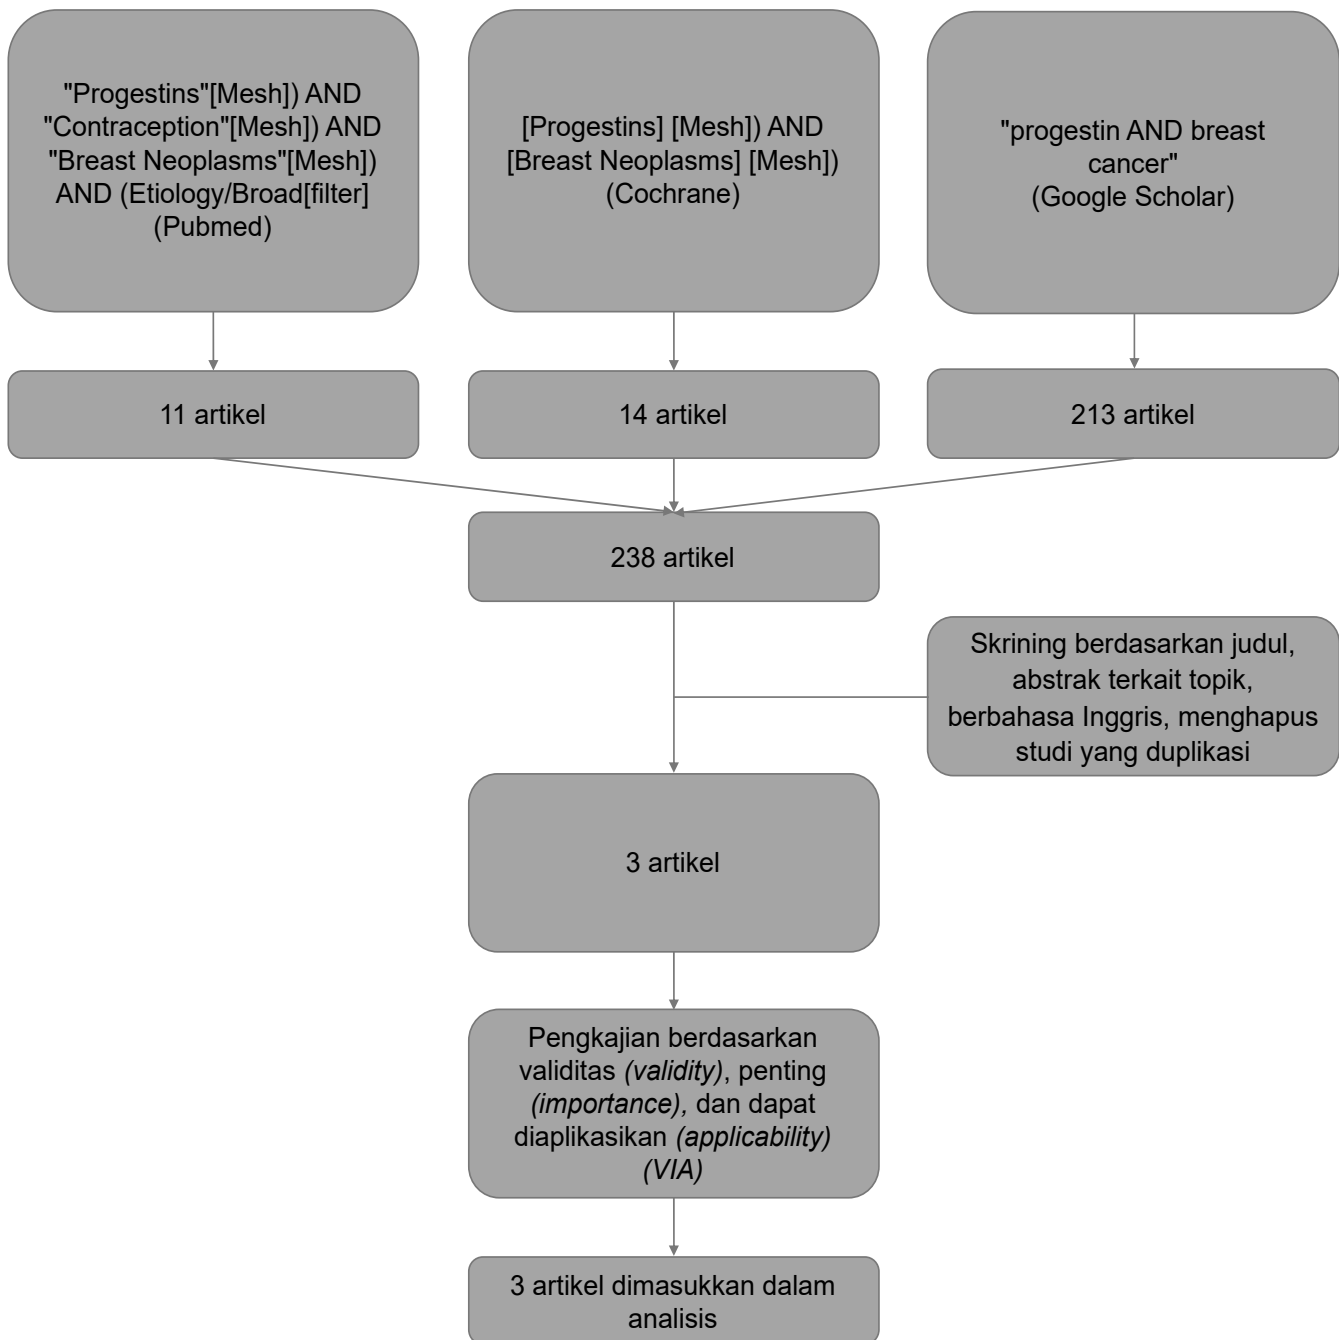 "Progestins"[Mesh]) AND
"Contraception"[Mesh]) AND
"Breast Neoplasms"[Mesh])
AND (Etiology/Broad[filter]
(Pubmed)
[Progestins] [Mesh]) AND
[Breast Neoplasms] [Mesh])
(Cochrane)
"progestin AND breast
cancer"
(Google Scholar)
11 artikel
14 artikel
213 artikel
238 artikel
Skrining berdasarkan judul,
abstrak terkait topik,
berbahasa Inggris, menghapus
studi yang duplikasi
3 artikel
Pengkajian berdasarkan
validitas (validity), penting
(importance), dan dapat
diaplikasikan (applicability)
(VIA)
3 artikel dimasukkan dalam
analisis